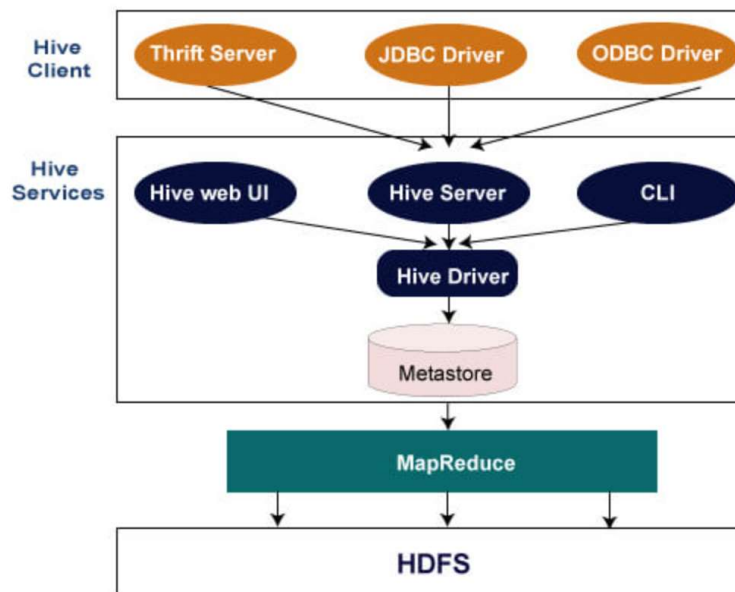 Hive
Client
Thrift Server
JDBC Driver
ODBC Driver
Hive
Services
Hive web UI
Hive Server
CLI
Hive Driver
Metastore
MapReduce
HDFS